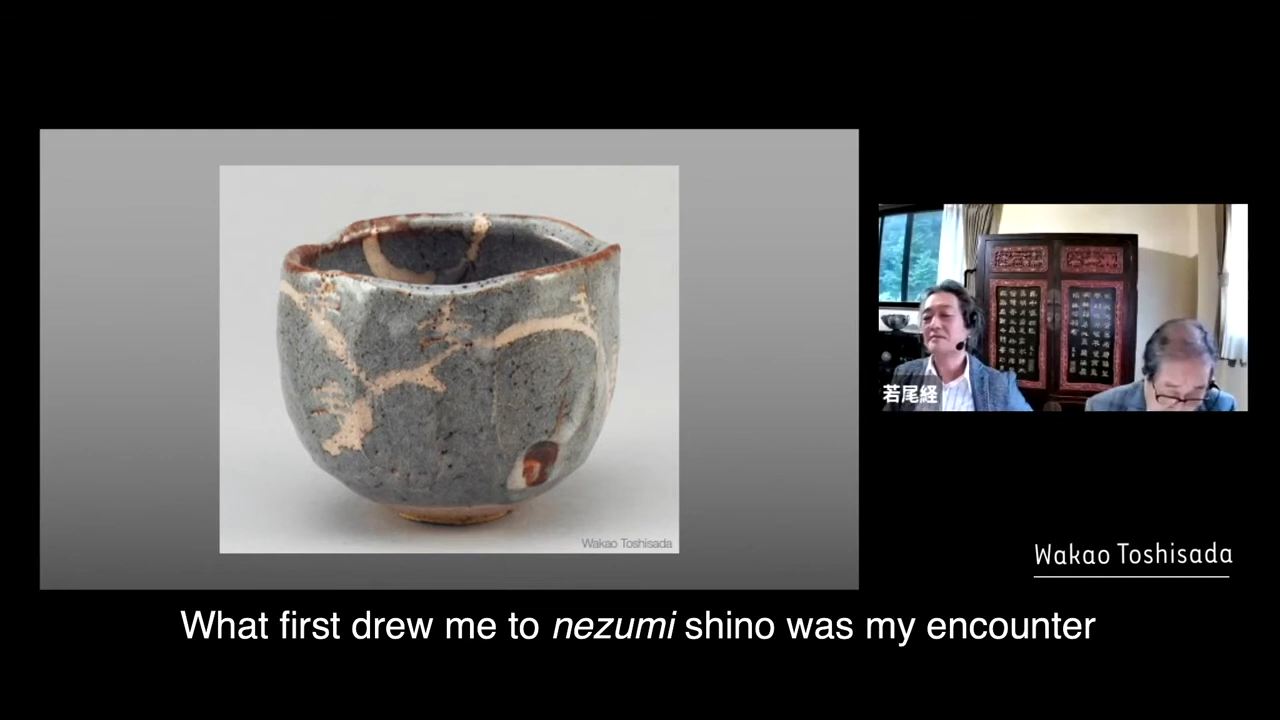 Wakao Toshisada
若尾経
Wakao Toshisada
What first drew me to nezumi shino was my encounter